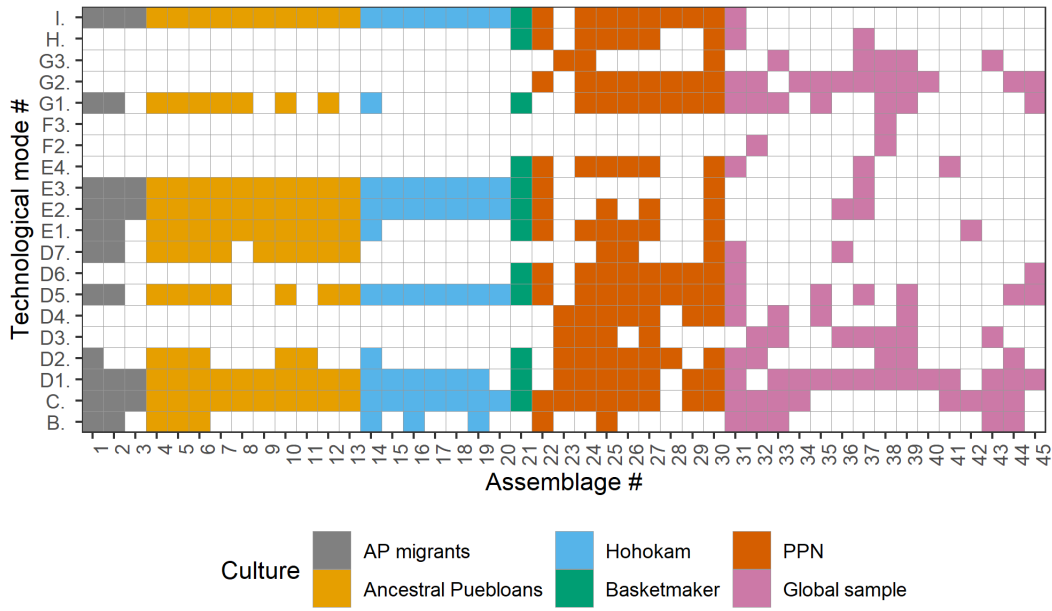 Technological mode #
I.
H.
G3.
G2.
G1.
F3.
F2.
E4.
E3.
E2.
E1.
D7.
D6.
D5.
D4.
D3.
D2.
D1.
C.
B.
1 2 3 4 5 6 7 8 9 10 11 12 13 14 15 16 17 18 19 20 21 22 23 24 25 26 27 28 29 30 31 32 33 34 35 36 37 38 39 40 41 42 43 44 45
Assemblage #
Culture
AP migrants
Hohokam
PPN
Ancestral Puebloans
Basketmaker
Global sample